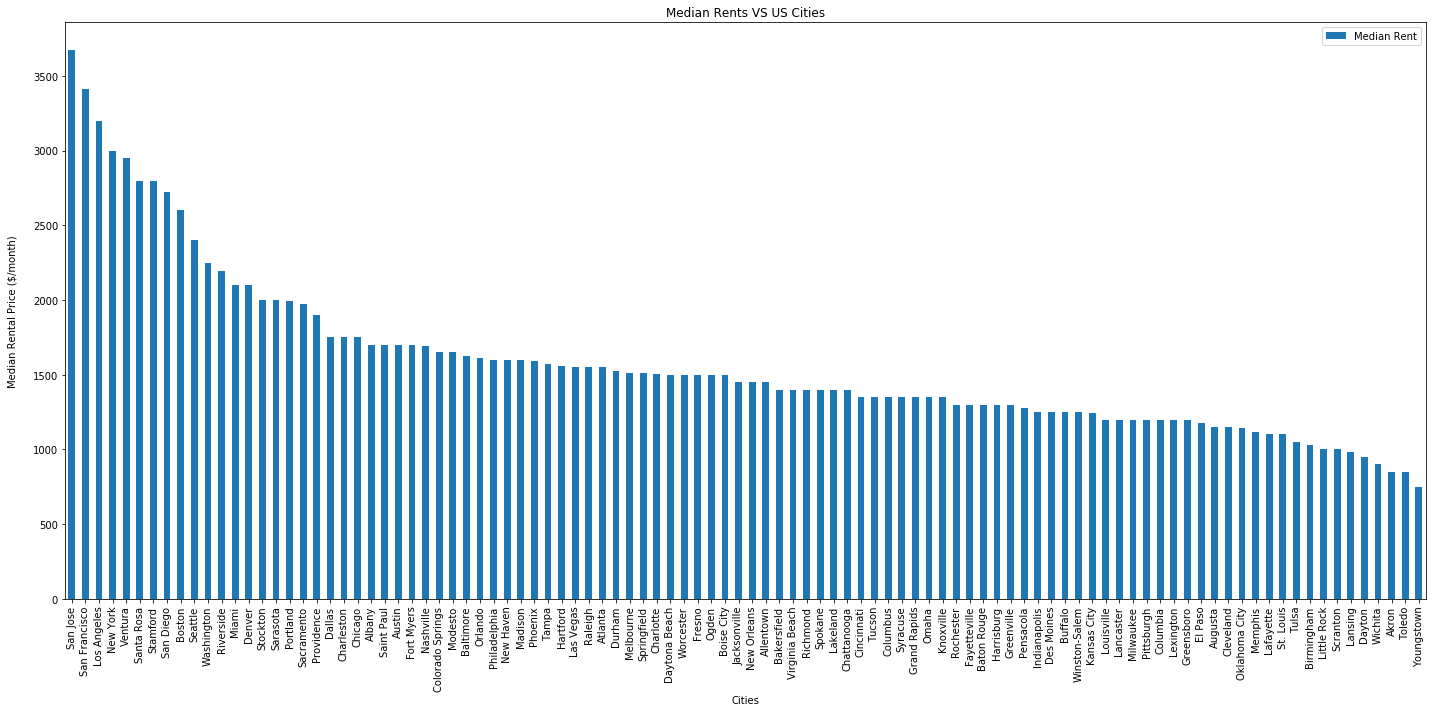 Median Rents VS US Cities
Median Rent
Median Rental Price ($/month)
3500
3000
2500
2000
1500
1000
500
0
San Jose
San Francisco
Los Angeles
New York
Ventura
Santa Rosa
Stamford
San Diego
Boston
Seattle
Washington
Riverside
Miami
Denver
Stockton
Sarasota
Portland
Sacramento
Providence
Dallas
Charleston
Chicago
Albany
Saint Paul
Austin
Fort Myers
Nashville
Colorado Springs
Modesto
Baltimore
Orlando
Philadelphia
New Haven
Madison
Phoenix
Tampa
Hartford
Las Vegas
Raleigh
Atlanta
Durham
Melbourne
Springfield
Charlotte
Daytona Beach
Worcester
Fresno
Ogden
Boise City
Jacksonville
New Orleans
Allentown
Bakersfield
Virginia Beach
Richmond
Spokane
Lakeland
Chattanooga
Cincinnati
Tucson
Columbus
Syracuse
Grand Rapids
Omaha
Knoxville
Rochester
Fayetteville
Baton Rouge
Harrisburg
Greenville
Pensacola
Indianapolis
Des Moines
Buffalo
Winston-Salem
Kansas City
Louisville
Lancaster
Milwaukee
Pittsburgh
Columbia
Lexington
Greensboro
El Paso
Augusta
Cleveland
Oklahoma City
Memphis
Lafayette
St. Louis
Tulsa
Birmingham
Little Rock
Scranton
Lansing
Dayton
Wichita
Akron
Toledo
Youngstown
Cities